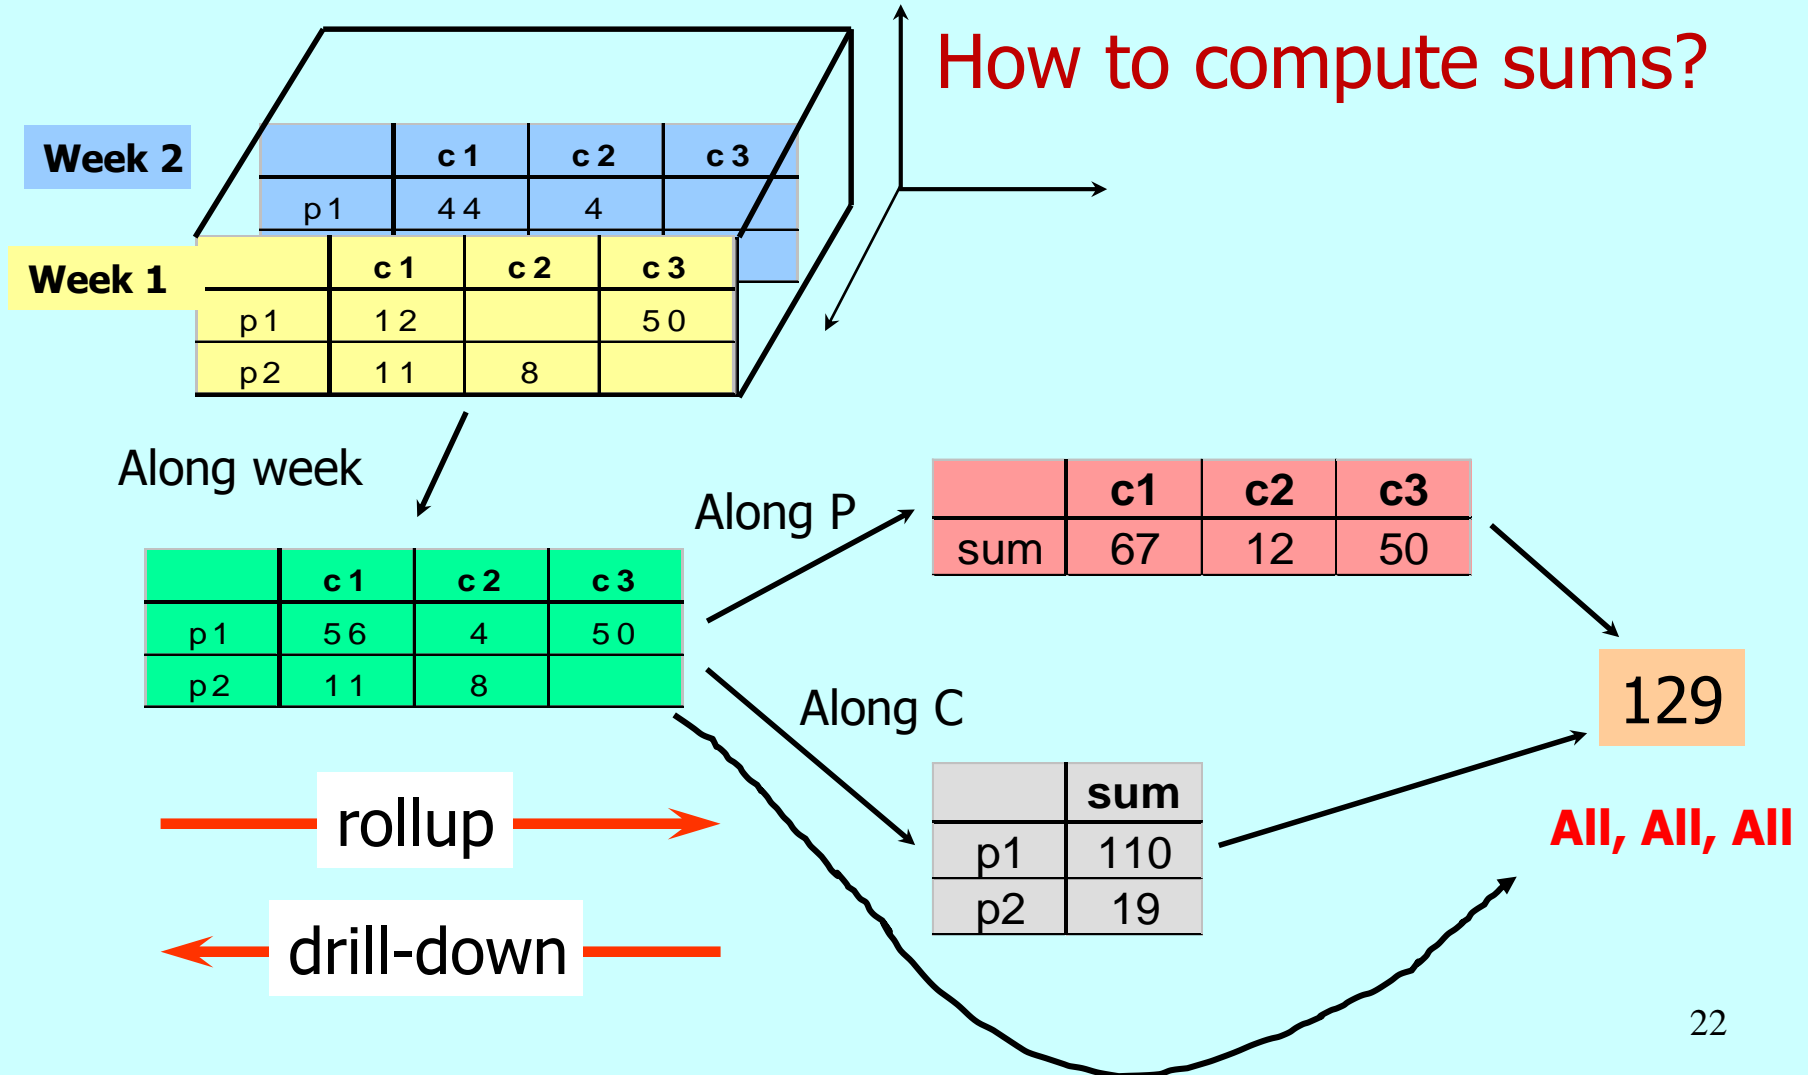 How to compute sums?
Week 2
c1 c2 c3
p1 44 4
Week 1
c1 c2 c3
p1 12 50
p2 11 8
Along week
c1 c2 c3
p1 56 4 50
p2 11 8
Along P
c1 c2 c3
sum 67 12 50
Along C
sum
p1 110
p2 19
129
All, All, All
rollup
drill-down
22